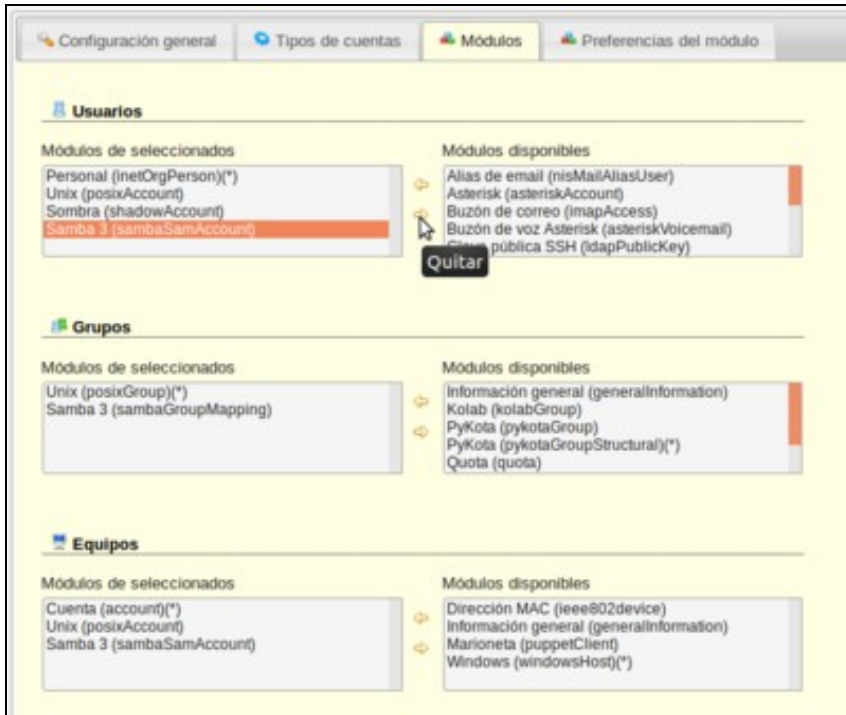 Configuración general Tipos de cuentas Módulos Preferencias del módulo
Usuarios
Módulos de seleccionados Módulos disponibles
Personal (inetOrgPerson)(*) Alias de email (nisMailAliasUser)
Unix (posixAccount) Asterisk (asteriskAccount)
Sombra (shadowAccount) Buzón de correo (imapAccess)
Samba 3 (sambaSamAccount) Buzón de voz Asterisk (asteriskVoicemail)
pública SSH (ldapPublicKey)
Quitar
Grupos
Módulos de seleccionados Módulos disponibles
Unix (posixGroup)(*) Información general (generalInformation)
Samba 3 (sambaGroupMapping) Kolab (kolabGroup)
PyKota (pykotaGroup)
PyKota (pykotaGroupStructural)(*)
Quota (quota)
Equipos
Módulos de seleccionados Módulos disponibles
Cuenta (account)(*) Dirección MAC (ieee802device)
Unix (posixAccount) Información general (generalInformation)
Samba 3 (sambaSamAccount) Marioneta (puppetClient)
Windows (windowsHost)(*)